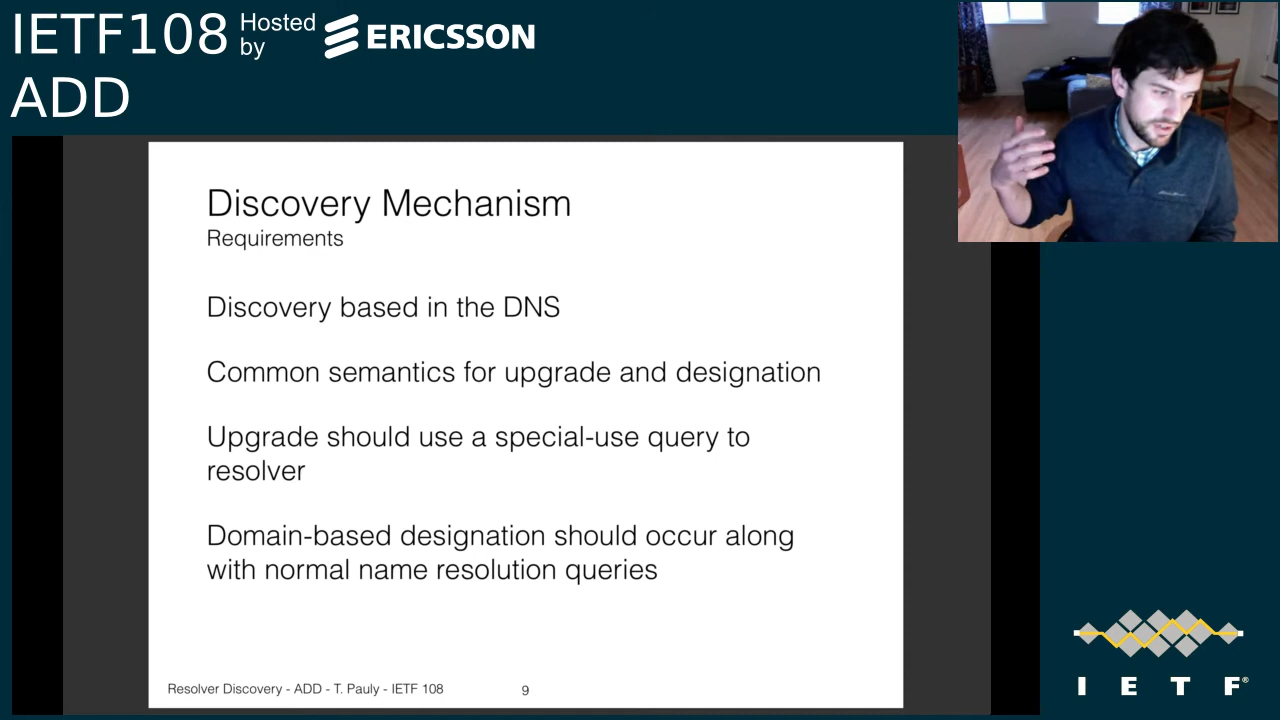 IETF108 Hosted by ERICSSON
ADD
Discovery Mechanism
Requirements
Discovery based in the DNS
Common semantics for upgrade and designation
Upgrade should use a special-use query to
resolver
Domain-based designation should occur along
with normal name resolution queries
Resolver Discovery - ADD - T. Pauly - IETF 108 9
IETF®